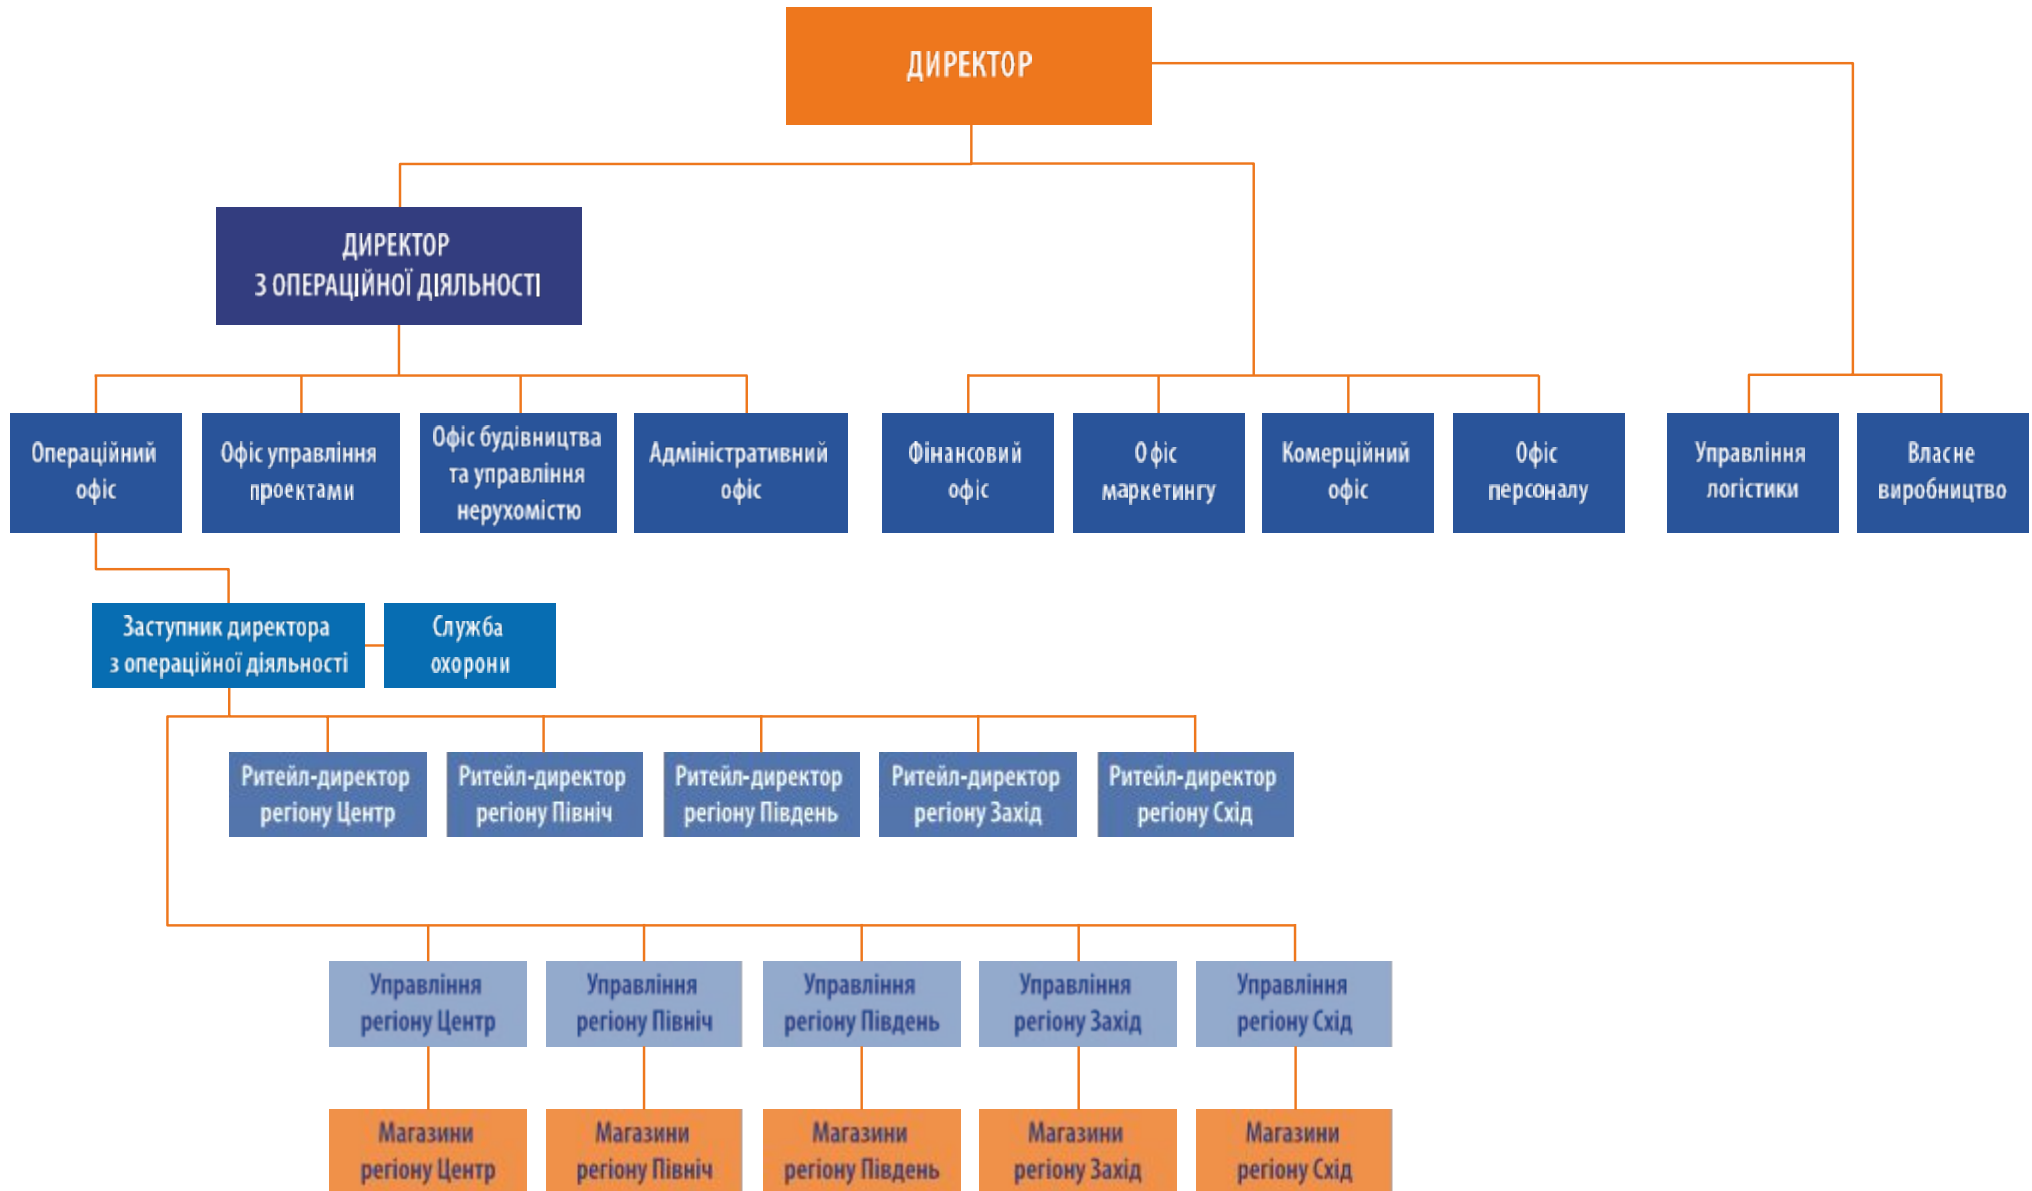 ДИРЕКТОР
ДИРЕКТОР
З ОПЕРАЦІЙНОЇ ДІЯЛЬНОСТІ
Операційний
офіс
Офіс управління
проектами
Офіс будівництва
та управління
нерухомістю
Адміністративний
офіс
Фінансовий
офіс
Офіс
маркетингу
Комерційний
офіс
Офіс
персоналу
Управління
логістики
Власне
виробництво
Заступник директора
з операційної діяльності
Служба
охорони
Ритейл-директор
регіону Центр
Ритейл-директор
регіону Північ
Ритейл-директор
регіону Південь
Ритейл-директор
регіону Захід
Ритейл-директор
регіону Схід
Управління
регіону Центр
Управління
регіону Північ
Управління
регіону Південь
Управління
регіону Захід
Управління
регіону Схід
Магазини
регіону Центр
Магазини
регіону Північ
Магазини
регіону Південь
Магазини
регіону Захід
Магазини
регіону Схід